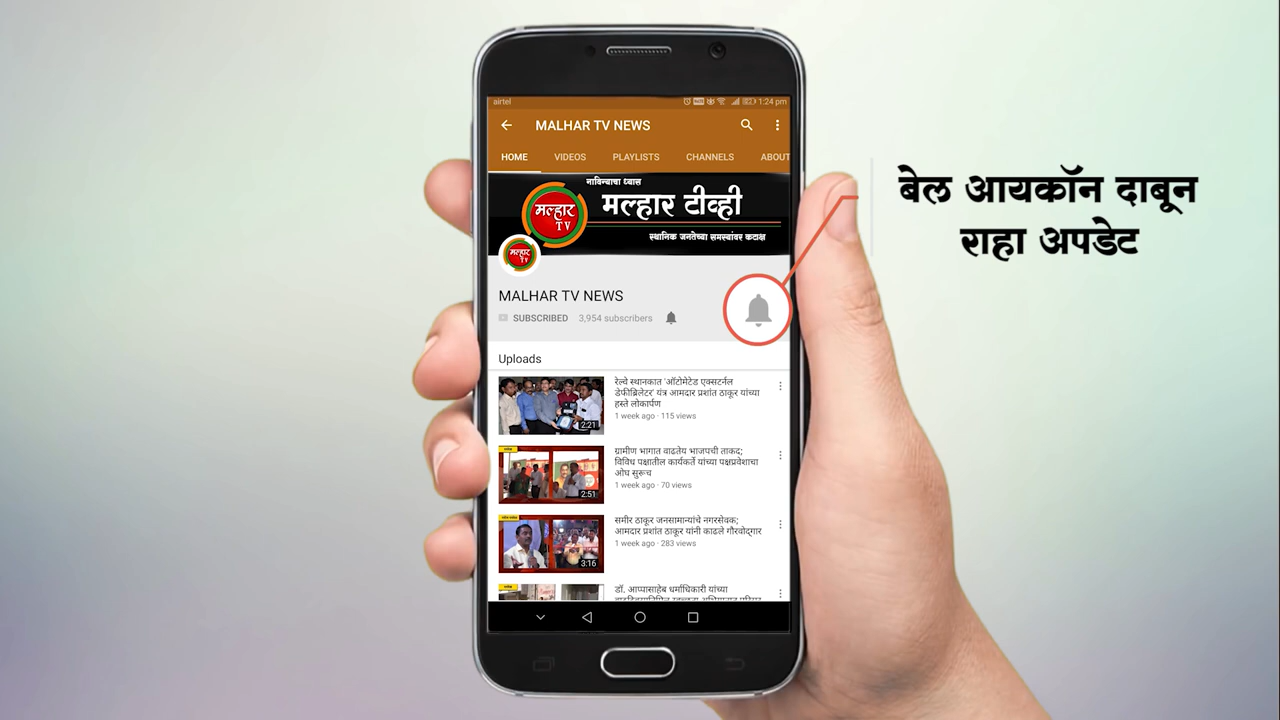 airtel 1:24 pm
MALHAR TV NEWS
HOME VIDEOS PLAYLISTS CHANNELS ABOUT
नाविन्याचा ध्यास
मल्हार टीव्ही
स्थानिक जनतेच्या समस्यांवर कटाक्ष
मल्हार
TV
मल्हार
TV
बेल आयकॉन दाबून
राहा अपडेट
MALHAR TV NEWS
SUBSCRIBED 3,954 subscribers
Uploads
रेल्वे स्थानकात 'ऑटोमेटेड एक्सटर्नल
डेफीब्रिलेटर' यंत्र आमदार प्रशांत ठाकूर यांच्या
हस्ते लोकार्पण
1 week ago · 115 views
2:21
ग्रामीण भागात वाढतेय भाजपची ताकद;
विविध पक्षातील कार्यकर्ते यांच्या पक्षप्रवेशाचा
ओघ सुरूच
1 week ago · 70 views
2:51
समीर ठाकूर जनसामान्यांचे नगरसेवक;
आमदार प्रशांत ठाकूर यांनी काढले गौरवोद्गार
1 week ago · 283 views
3:16
डॉ. आप्पासाहेब धर्माधिकारी यांच्या